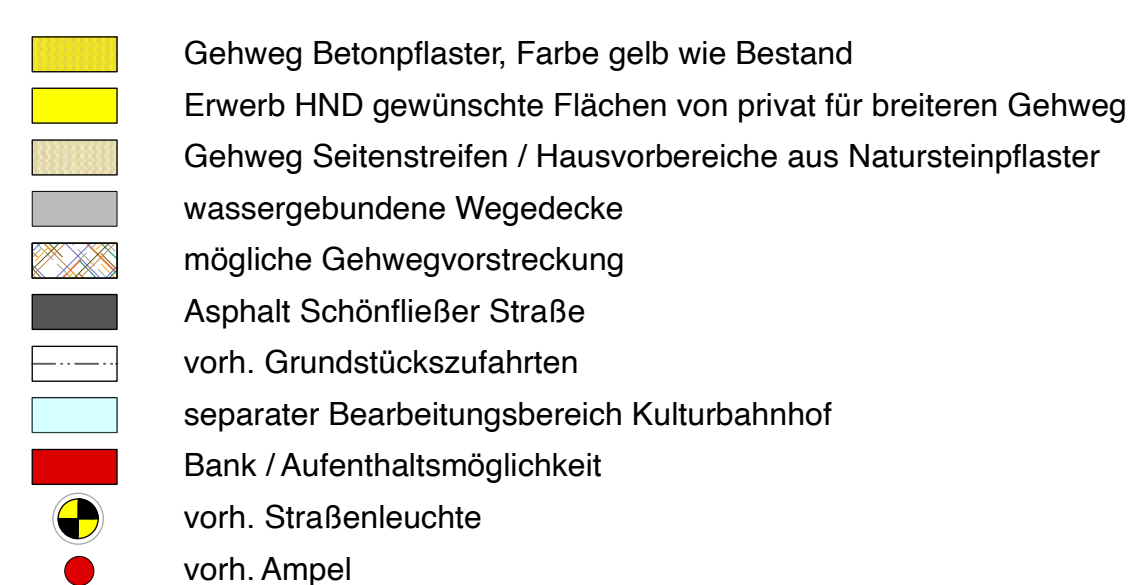 Gehweg Betonpflaster, Farbe gelb wie Bestand
Erwerb HND gewünschte Flächen von privat für breiteren Gehweg
Gehweg Seitenstreifen / Hausvorbereiche aus Natursteinpflaster
wassergebundene Wegedecke
mögliche Gehwegvorstreckung
Asphalt Schönfließer Straße
vorh. Grundstückszufahrten
separater Bearbeitungsbereich Kulturbahnhof
Bank / Aufenthaltsmöglichkeit
vorh. Straßenleuchte
vorh. Ampel